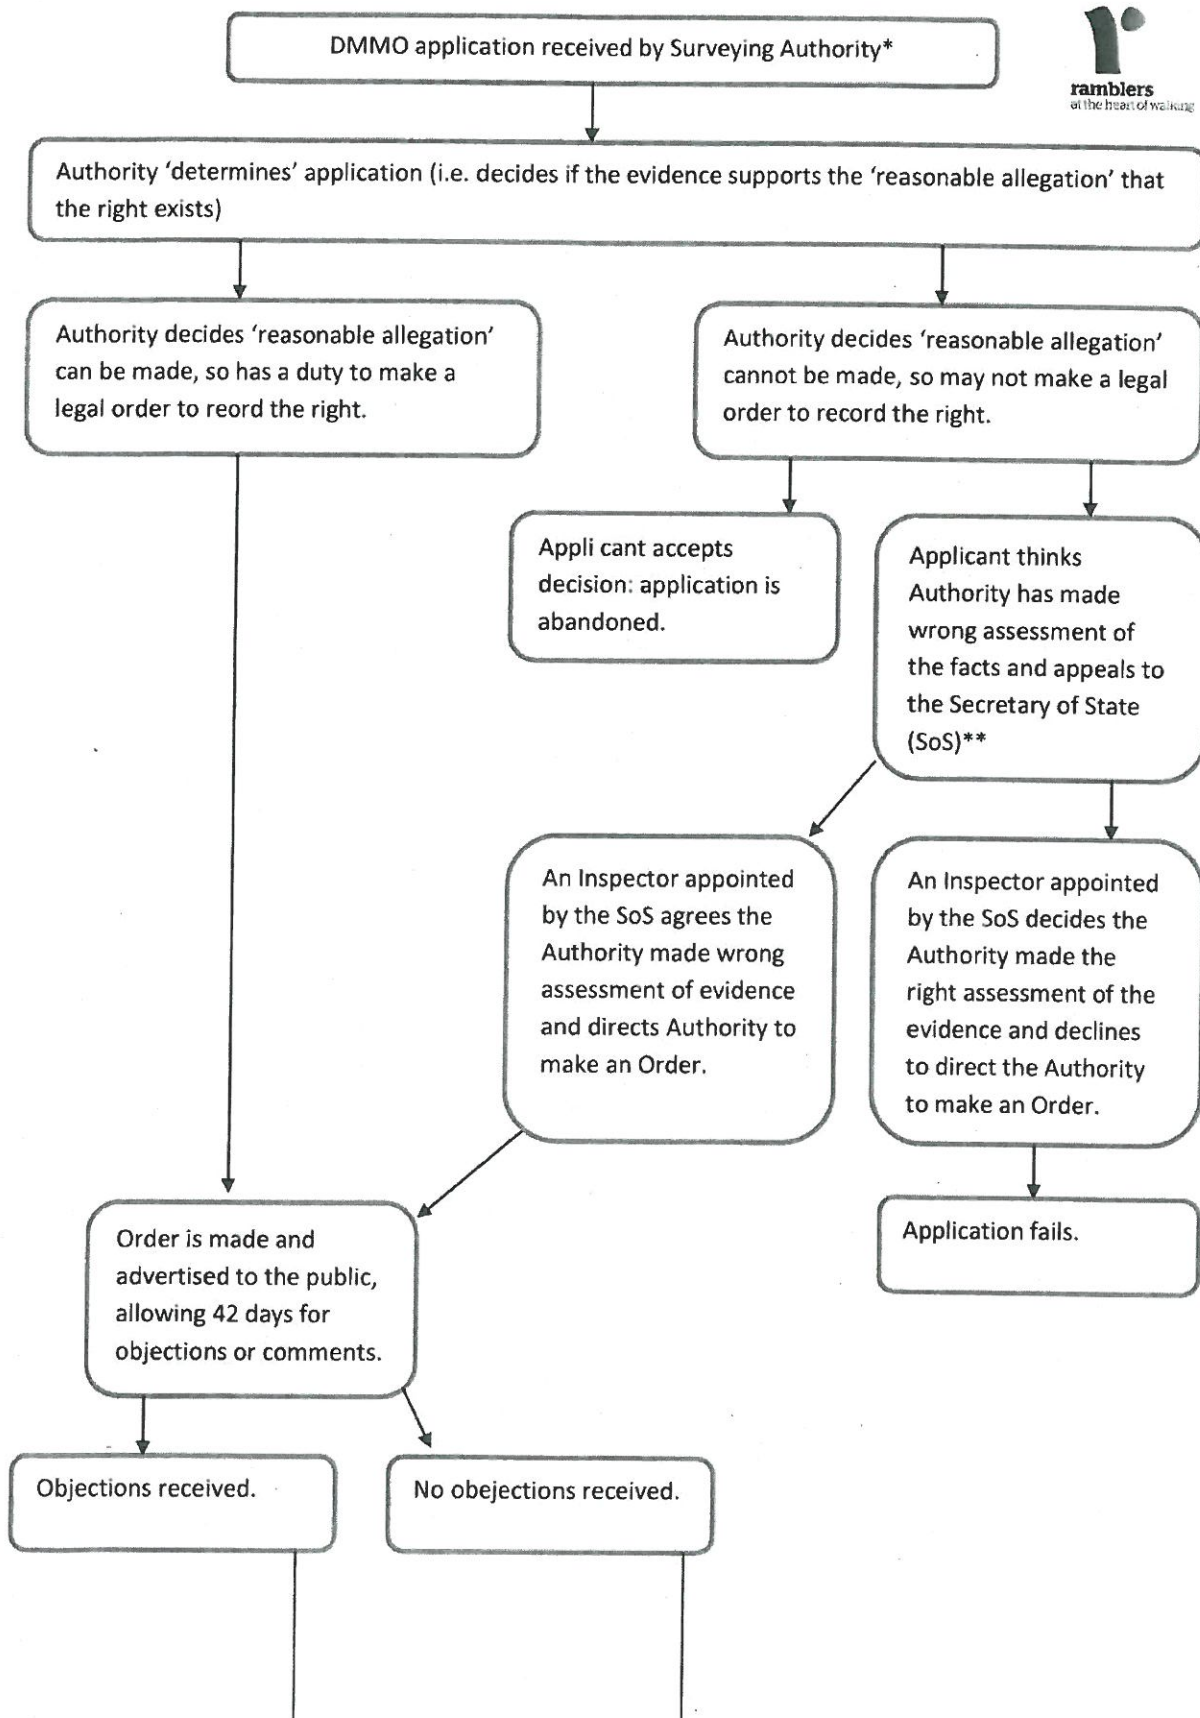 DMMO application received by Surveying Authority*
ramblers
at the heart of walking
Authority ‘determines’ application (i.e. decides if the evidence supports the ‘reasonable allegation’ that
the right exists)
Authority decides ‘reasonable allegation’
can be made, so has a duty to make a
legal order to reord the right.
Authority decides ‘reasonable allegation’
cannot be made, so may not make a legal
order to record the right.
Appli cant accepts
decision: application is
abandoned.
Applicant thinks
Authority has made
wrong assessment of
the facts and appeals to
the Secretary of State
(SoS)**
An Inspector appointed
by the SoS agrees the
Authority made wrong
assessment of evidence
and directs Authority to
make an Order.
An Inspector appointed
by the SoS decides the
Authority made the
right assessment of the
evidence and declines
to direct the Authority
to make an Order.
Order is made and
advertised to the public,
allowing 42 days for
objections or comments.
Application fails.
Objections received.
No obejections received.